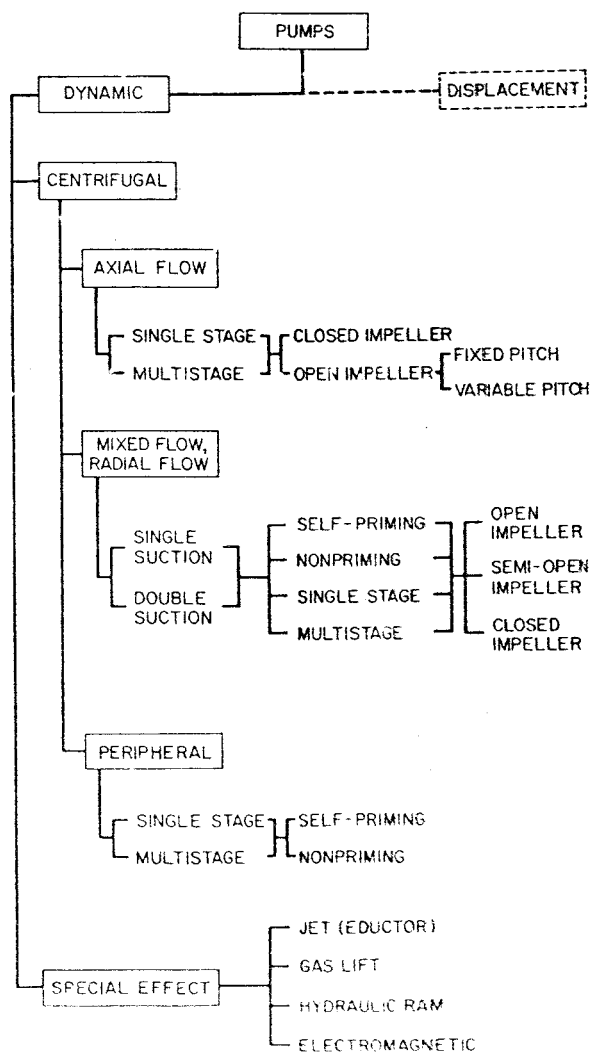 PUMPS
DYNAMIC
DISPLACEMENT
CENTRIFUGAL
AXIAL FLOW
SINGLE STAGE
CLOSED IMPELLER
MULTISTAGE
OPEN IMPELLER
FIXED PITCH
VARIABLE PITCH
MIXED FLOW,
RADIAL FLOW
SINGLE
SUCTION
DOUBLE
SUCTION
SELF-PRIMING
NONPRIMING
SINGLE STAGE
MULTISTAGE
OPEN
IMPELLER
SEMI-OPEN
IMPELLER
CLOSED
IMPELLER
PERIPHERAL
SINGLE STAGE
SELF-PRIMING
MULTISTAGE
NONPRIMING
SPECIAL EFFECT
JET (EDUCTOR)
GAS LIFT
HYDRAULIC RAM
ELECTROMAGNETIC